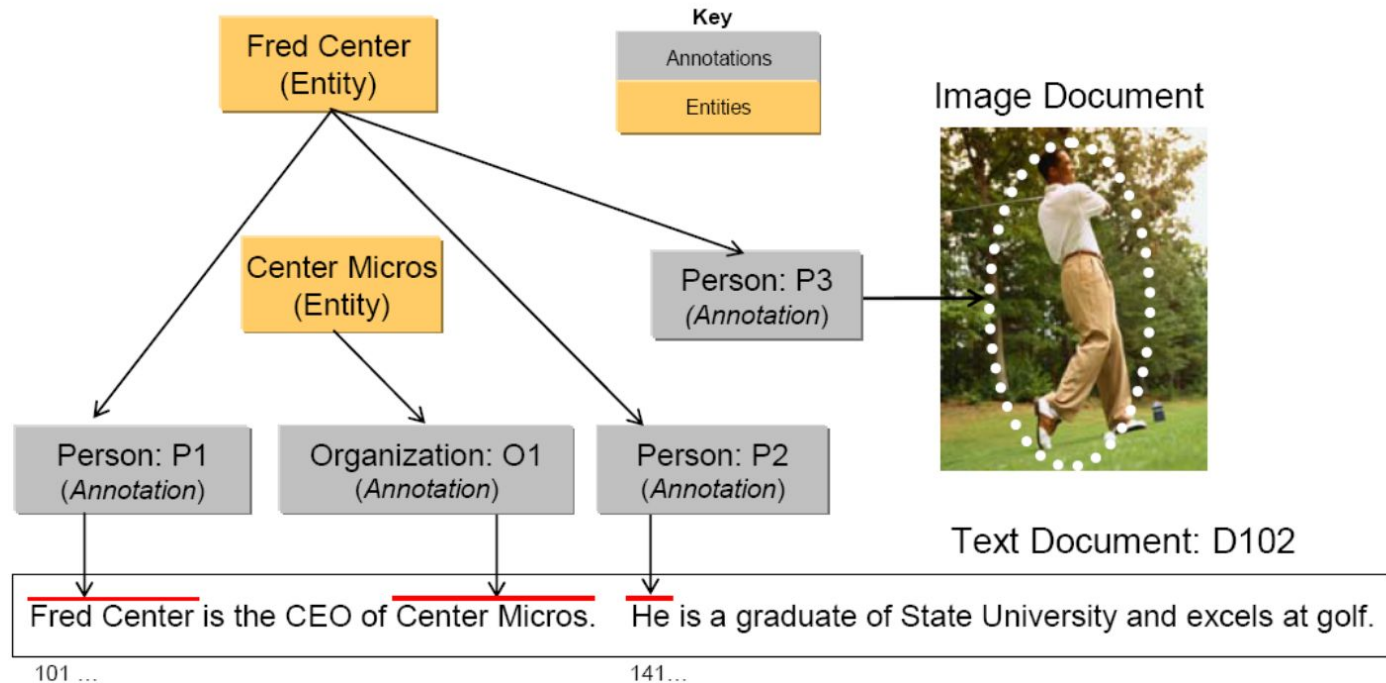 Key
Annotations
Entities
Fred Center
(Entity)
Image Document
Center Micros
(Entity)
Person: P3
(Annotation)
Person: P1
(Annotation)
Organization: O1
(Annotation)
Person: P2
(Annotation)
Text Document: D102
Fred Center is the CEO of Center Micros. He is a graduate of State University and excels at golf.
101 ...
141...